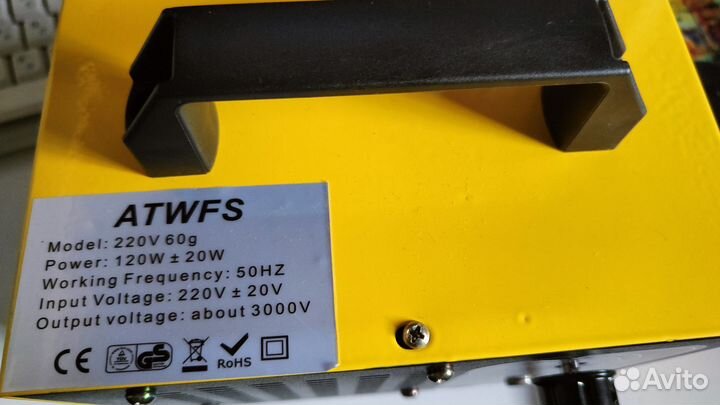 ATWFS
Model: 220V 60g
Power: 120W ± 20W
Working Frequency: 50HZ
Input Voltage: 220V ± 20V
Output voltage: about 3000V
CE GS RoHS
Avito